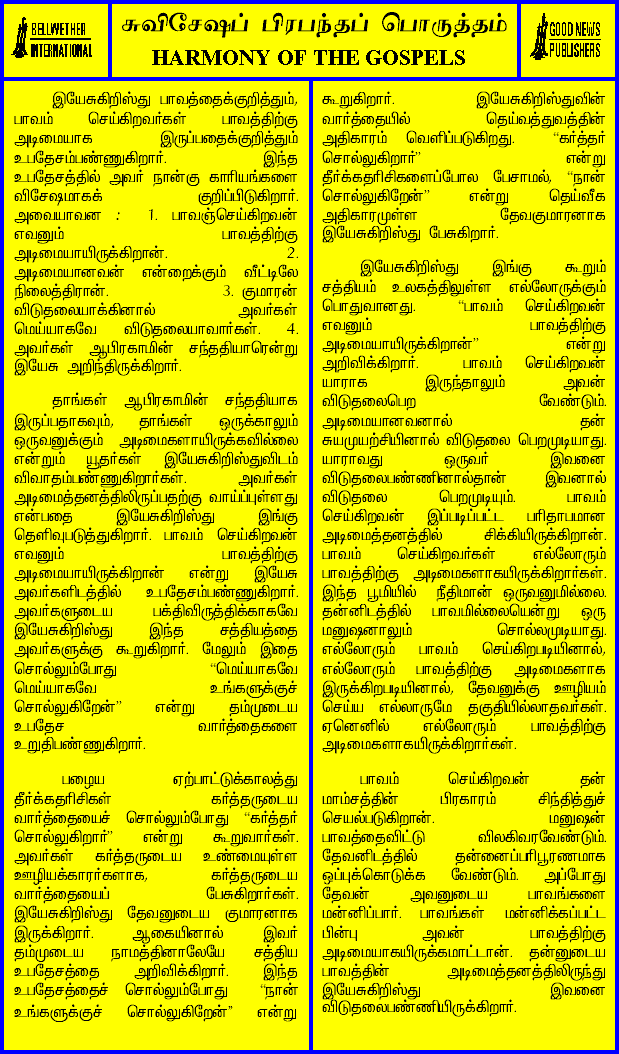 BELLWETHER
INTERNATIONAL
சுவிசேஷப் பிரபந்தப் பொருத்தம்
HARMONY OF THE GOSPELS
GOOD NEWS
PUBLISHERS
இயேசுகிறிஸ்து பாவத்தைக்குறித்தும்,
பாவம் செய்கிறவர்கள் பாவத்திற்கு
அடிமையாக இருப்பதைக்குறித்தும்
உபதேசம்பண்ணுகிறார். இந்த
உபதேசத்தில் அவர் நான்கு காரியங்களை
விசேஷமாகக் குறிப்பிடுகிறார்.
அவையாவன : 1. பாவஞ்செய்கிறவன்
எவனும் பாவத்திற்கு
அடிமையாயிருக்கிறான். 2.
அடிமையானவன் என்றைக்கும் வீட்டிலே
நிலைத்திரான். 3. குமாரன்
விடுதலையாக்கினால் அவர்கள்
மெய்யாகவே விடுதலையாவார்கள். 4.
அவர்கள் ஆபிரகாமின் சந்ததியாரென்று
இயேசு அறிந்திருக்கிறார்.
தாங்கள் ஆபிரகாமின் சந்ததியாக
இருப்பதாகவும், தாங்கள் ஒருக்காலும்
ஒருவனுக்கும் அடிமைகளாயிருக்கவில்லை
என்றும் யூதர்கள் இயேசுகிறிஸ்துவிடம்
விவாதம்பண்ணுகிறார்கள். அவர்கள்
அடிமைத்தனத்திலிருப்பதற்கு வாய்ப்புள்ளது
என்பதை இயேசுகிறிஸ்து இங்கு
தெளிவுபடுத்துகிறார். பாவம் செய்கிறவன்
எவனும் பாவத்திற்கு
அடிமையாயிருக்கிறான் என்று இயேசு
அவர்களிடத்தில் உபதேசம்பண்ணுகிறார்.
அவர்களுடைய பக்திவிருத்திக்காகவே
இயேசுகிறிஸ்து இந்த சத்தியத்தை
அவர்களுக்கு கூறுகிறார். மேலும் இதை
சொல்லும்போது “மெய்யாகவே
மெய்யாகவே உங்களுக்குச்
சொல்லுகிறேன்” என்று தம்முடைய
உபதேச வார்த்தைகளை
உறுதிபண்ணுகிறார்.
பழைய ஏற்பாட்டுக்காலத்து
தீர்க்கதரிசிகள் கர்த்தருடைய
வார்த்தையைச் சொல்லும்போது “கர்த்தர்
சொல்லுகிறார்” என்று கூறுவார்கள்.
அவர்கள் கர்த்தருடைய உண்மையுள்ள
ஊழியக்காரர்களாக, கர்த்தருடைய
வார்த்தையைப் பேசுகிறார்கள்.
இயேசுகிறிஸ்து தேவனுடைய குமாரனாக
இருக்கிறார். ஆகையினால் இவர்
தம்முடைய நாமத்தினாலேயே சத்திய
உபதேசத்தை அறிவிக்கிறார். இந்த
உபதேசத்தைச் சொல்லும்போது “நான்
உங்களுக்குச் சொல்லுகிறேன்” என்று
கூறுகிறார். இயேசுகிறிஸ்துவின்
வார்த்தையில் தெய்வத்துவத்தின்
அதிகாரம் வெளிப்படுகிறது. “கர்த்தர்
சொல்லுகிறார்” என்று
தீர்க்கதரிசிகளைப்போல பேசாமல், “நான்
சொல்லுகிறேன்” என்று தெய்வீக
அதிகாரமுள்ள தேவகுமாரனாக
இயேசுகிறிஸ்து பேசுகிறார்.
இயேசுகிறிஸ்து இங்கு கூறும்
சத்தியம் உலகத்திலுள்ள எல்லோருக்கும்
பொதுவானது. “பாவம் செய்கிறவன்
எவனும் பாவத்திற்கு
அடிமையாயிருக்கிறான்” என்று
அறிவிக்கிறார். பாவம் செய்கிறவன்
யாராக இருந்தாலும் அவன்
விடுதலைபெற வேண்டும்.
அடிமையானவனால் தன்
சுயமுயற்சியினால் விடுதலை பெறமுடியாது.
யாராவது ஒருவர் இவனை
விடுதலைபண்ணினால்தான் இவனால்
விடுதலை பெறமுடியும். பாவம்
செய்கிறவன் இப்படிப்பட்ட பரிதாபமான
அடிமைத்தனத்தில் சிக்கியிருக்கிறான்.
பாவம் செய்கிறவர்கள் எல்லோரும்
பாவத்திற்கு அடிமைகளாகயிருக்கிறார்கள்.
இந்த பூமியில் நீதிமான் ஒருவனுமில்லை.
தன்னிடத்தில் பாவமில்லையென்று ஒரு
மனுஷனாலும் சொல்லமுடியாது.
எல்லோரும் பாவம் செய்கிறபடியினால்,
எல்லோரும் பாவத்திற்கு அடிமைகளாக
இருக்கிறபடியினால், தேவனுக்கு ஊழியம்
செய்ய எல்லாருமே தகுதியில்லாதவர்கள்.
ஏனெனில் எல்லோரும் பாவத்திற்கு
அடிமைகளாகயிருக்கிறார்கள்.
பாவம் செய்கிறவன் தன்
மாம்சத்தின் பிரகாரம் சிந்தித்துச்
செயல்படுகிறான். மனுஷன்
பாவத்தைவிட்டு விலகிவரவேண்டும்.
தேவனிடத்தில் தன்னைப்பரிபூரணமாக
ஒப்புக்கொடுக்க வேண்டும். அப்போது
தேவன் அவனுடைய பாவங்களை
மன்னிப்பார். பாவங்கள் மன்னிக்கப்பட்ட
பின்பு அவன் பாவத்திற்கு
அடிமையாகயிருக்கமாட்டான். தன்னுடைய
பாவத்தின் அடிமைத்தனத்திலிருந்து
இயேசுகிறிஸ்து இவனை
விடுதலைபண்ணியிருக்கிறார்.